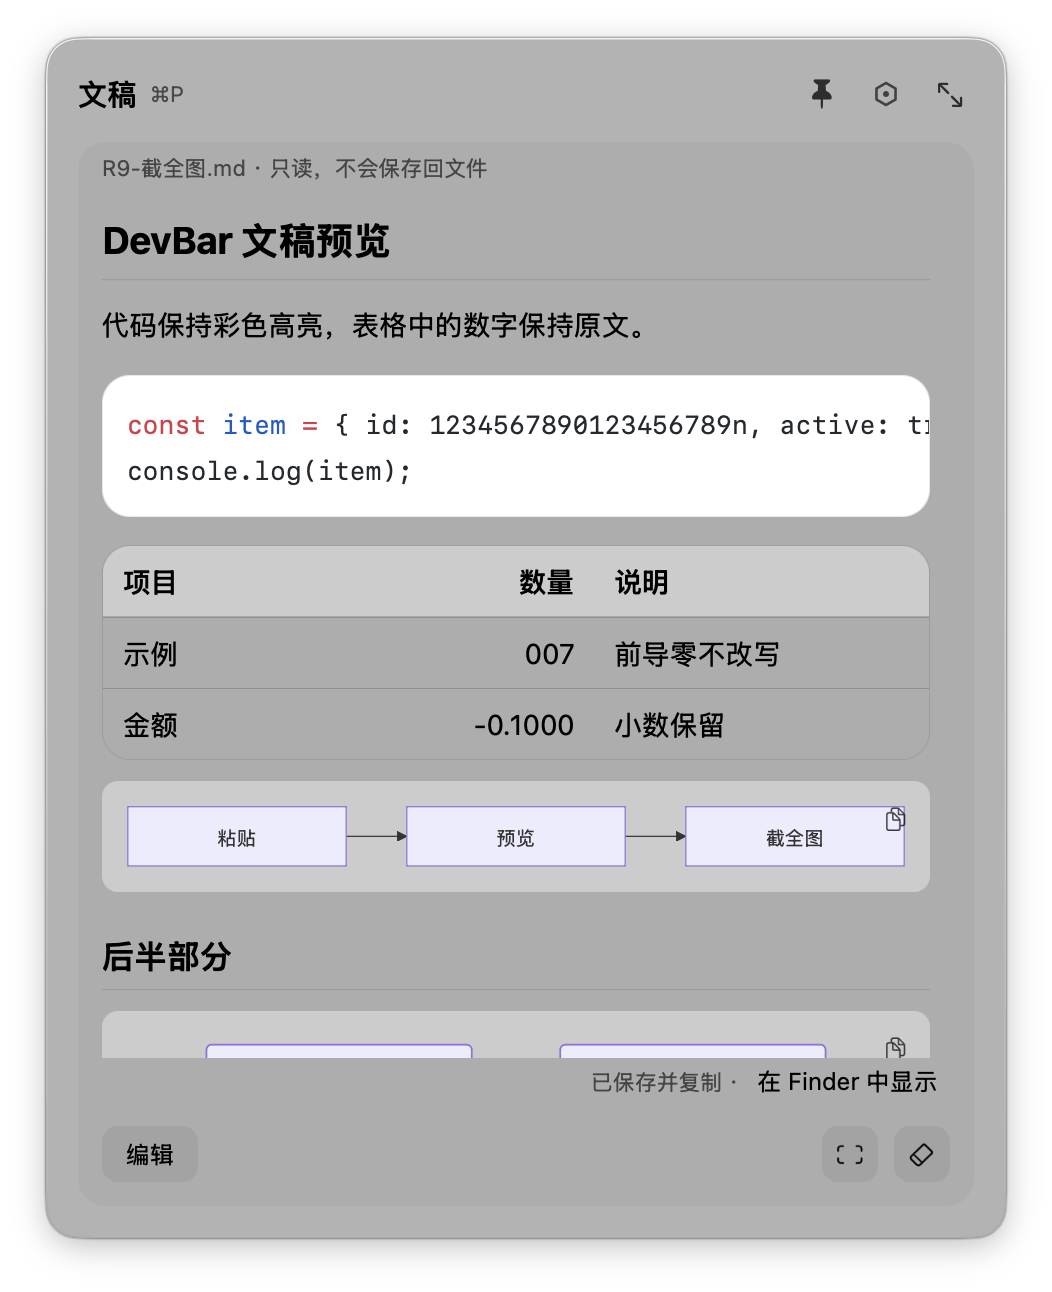 文稿 ⌘P
R9-截全图.md · 只读，不会保存回文件
DevBar 文稿预览
代码保持彩色高亮，表格中的数字保持原文。
const item = { id: 1234567890123456789n, active: tr
console.log(item);
项目 数量 说明
示例 007 前导零不改写
金额 -0.1000 小数保留
粘贴 预览 截全图
后半部分
已保存并复制 · 在 Finder 中显示
编辑